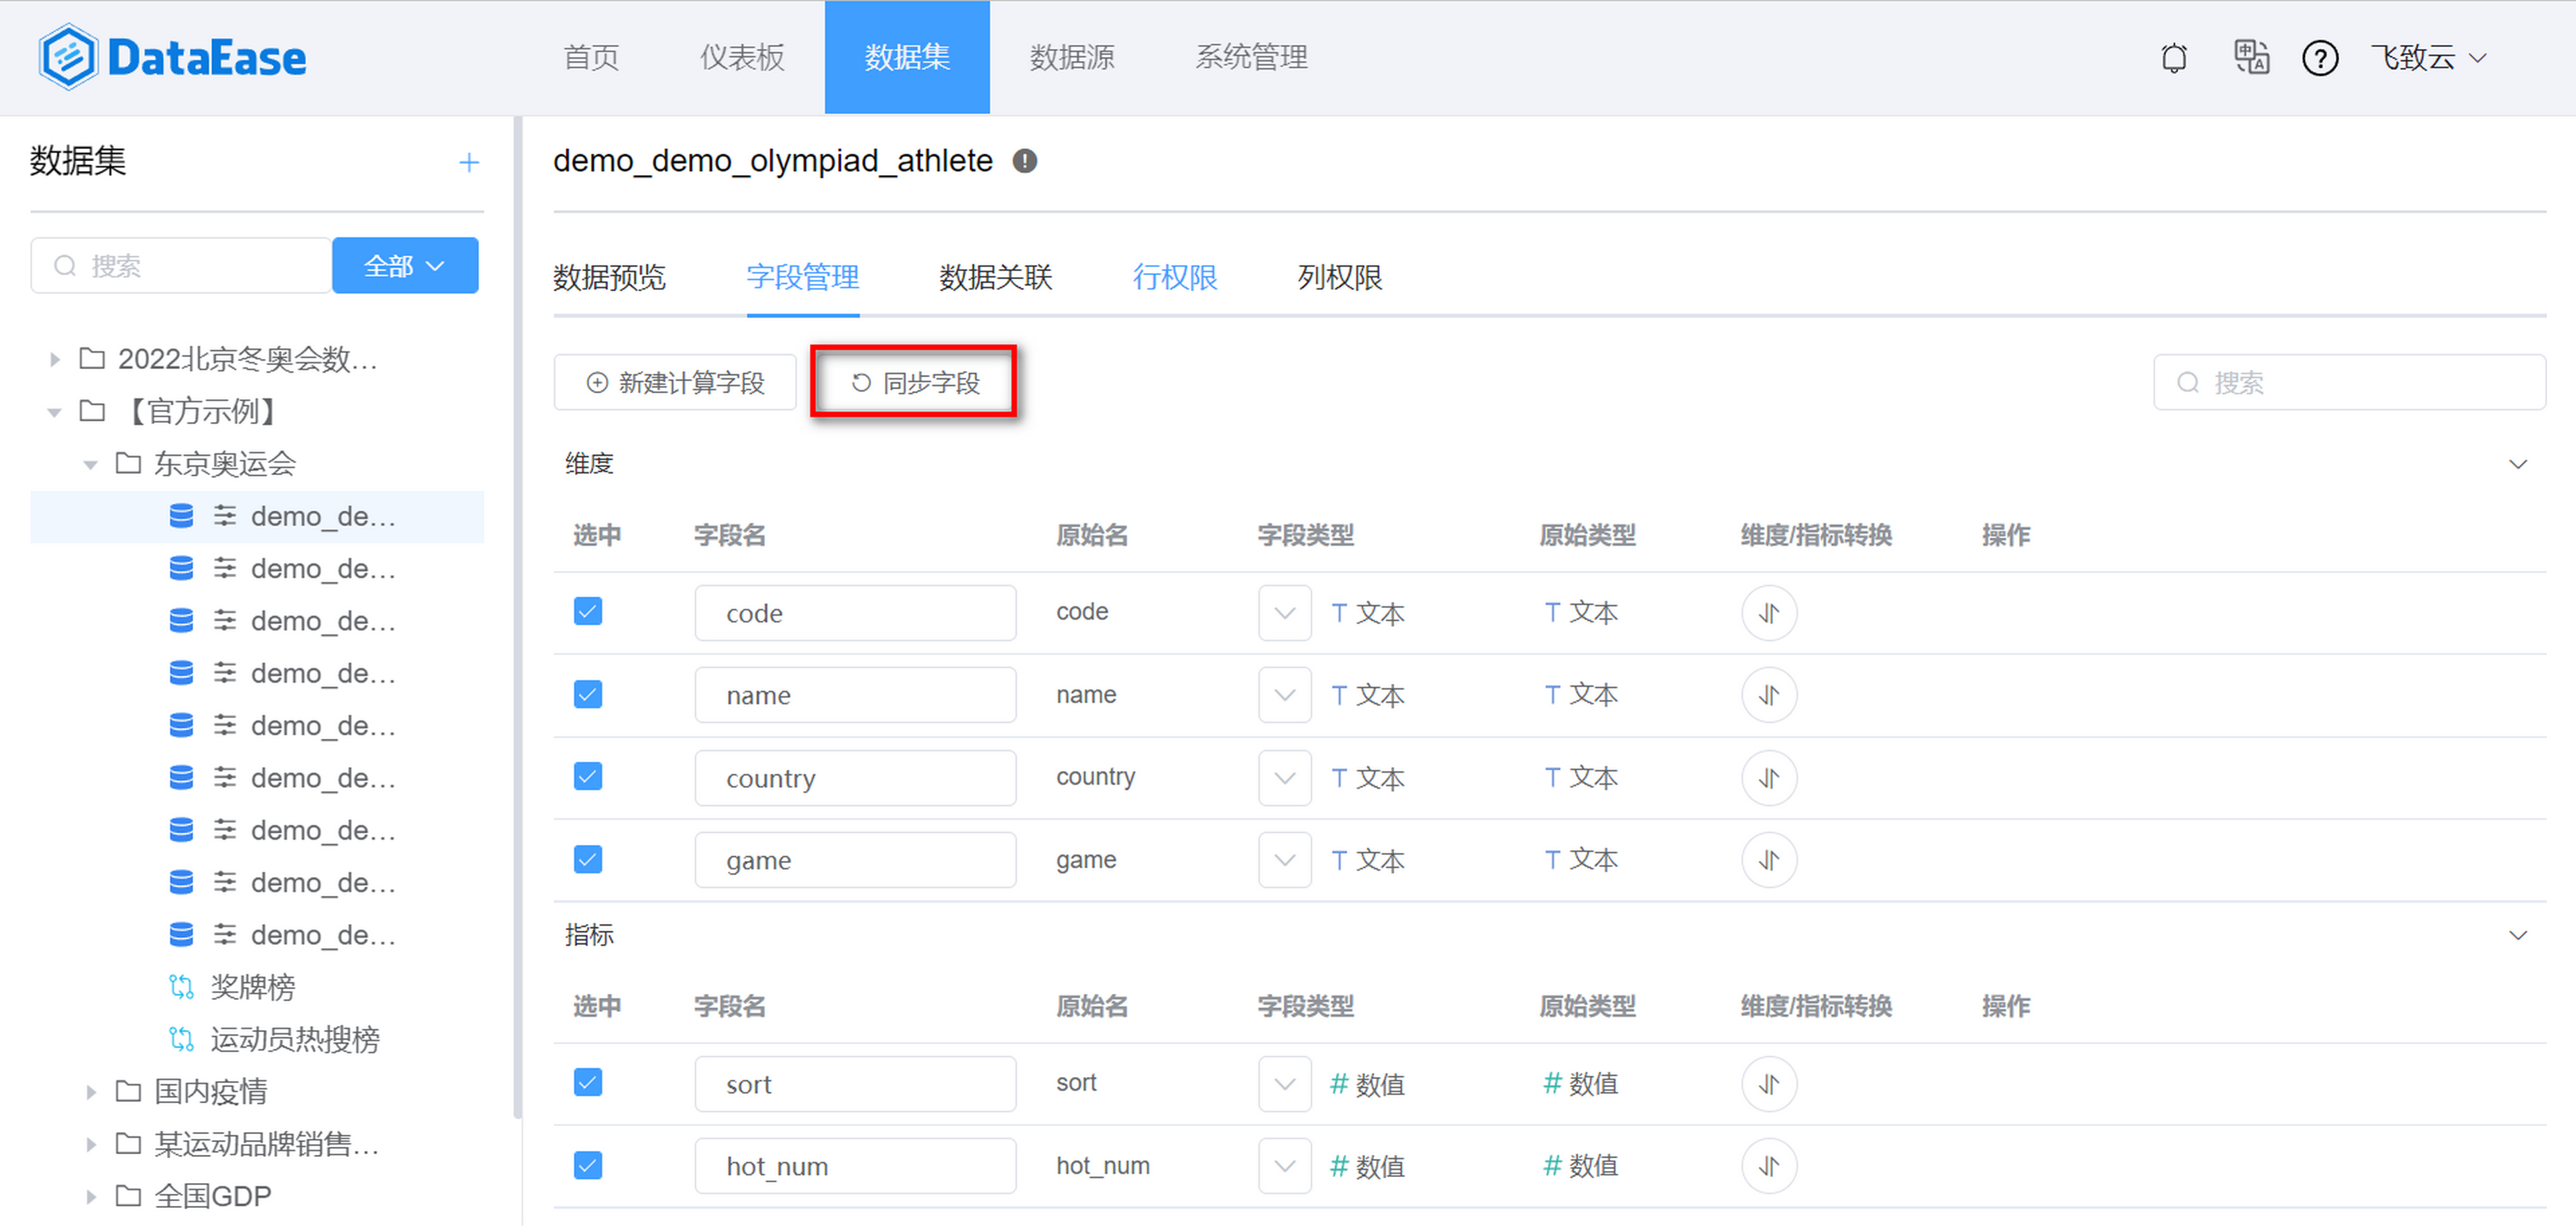 DataEase 首页 仪表板 数据集 数据源 系统管理 飞致云
数据集
搜索 全部
2022北京冬奥会数...
【官方示例】
东京奥运会
demo_de...
demo_de...
demo_de...
demo_de...
demo_de...
demo_de...
demo_de...
demo_de...
demo_de...
奖牌榜
运动员热搜榜
国内疫情
某运动品牌销售...
全国GDP
demo_demo_olympiad_athlete
数据预览 字段管理 数据关联 行权限 列权限
新建计算字段 同步字段 搜索
维度
选中 字段名 原始名 字段类型 原始类型 维度/指标转换 操作
code code T 文本 T 文本
name name T 文本 T 文本
country country T 文本 T 文本
game game T 文本 T 文本
指标
选中 字段名 原始名 字段类型 原始类型 维度/指标转换 操作
sort sort # 数值 # 数值
hot_num hot_num # 数值 # 数值